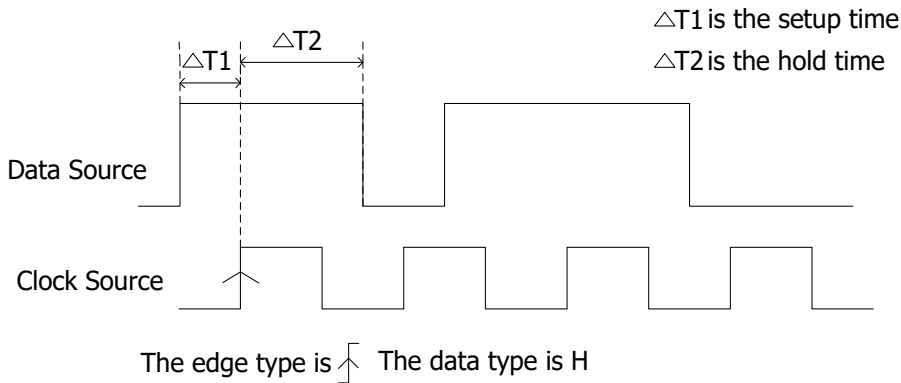 △T1 is the setup time
△T2 is the hold time
△T1
△T2
Data Source
Clock Source
The edge type is The data type is H